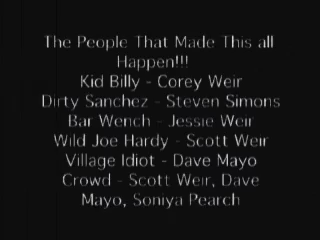 The People That Made This all
Happen!!!
Kid Billy - Corey Weir
Dirty Sanchez - Steven Simons
Bar Wench - Jessie Weir
Wild Joe Hardy - Scott Weir
Village Idiot - Dave Mayo
Crowd - Scott Weir, Dave
Mayo, Soniya Pearch